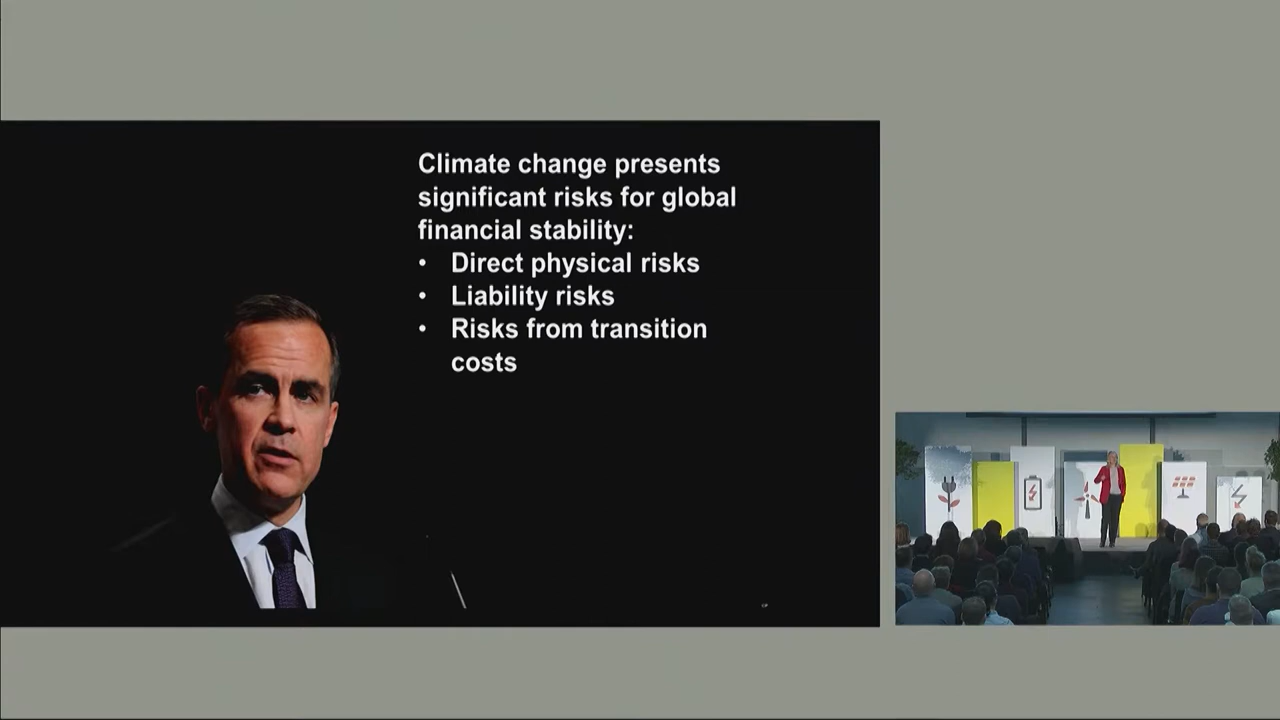 Climate change presents
significant risks for global
financial stability:
• Direct physical risks
• Liability risks
• Risks from transition
costs